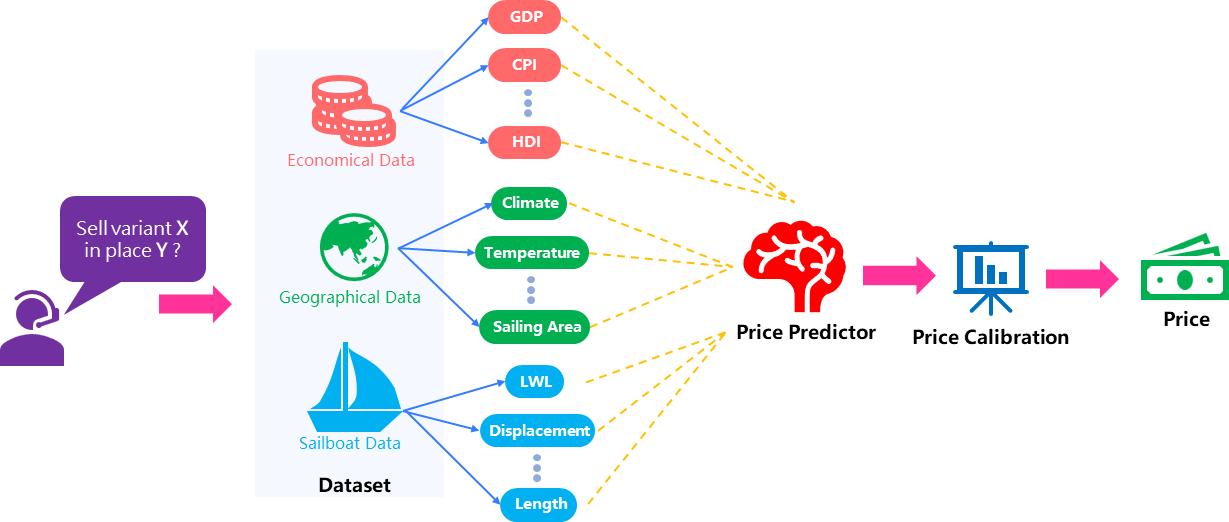 Sell variant X
in place Y ?
Economical Data
Geographical Data
Sailboat Data
Dataset
GDP
CPI
HDI
Climate
Temperature
Sailing Area
LWL
Displacement
Length
Price Predictor
Price Calibration
Price